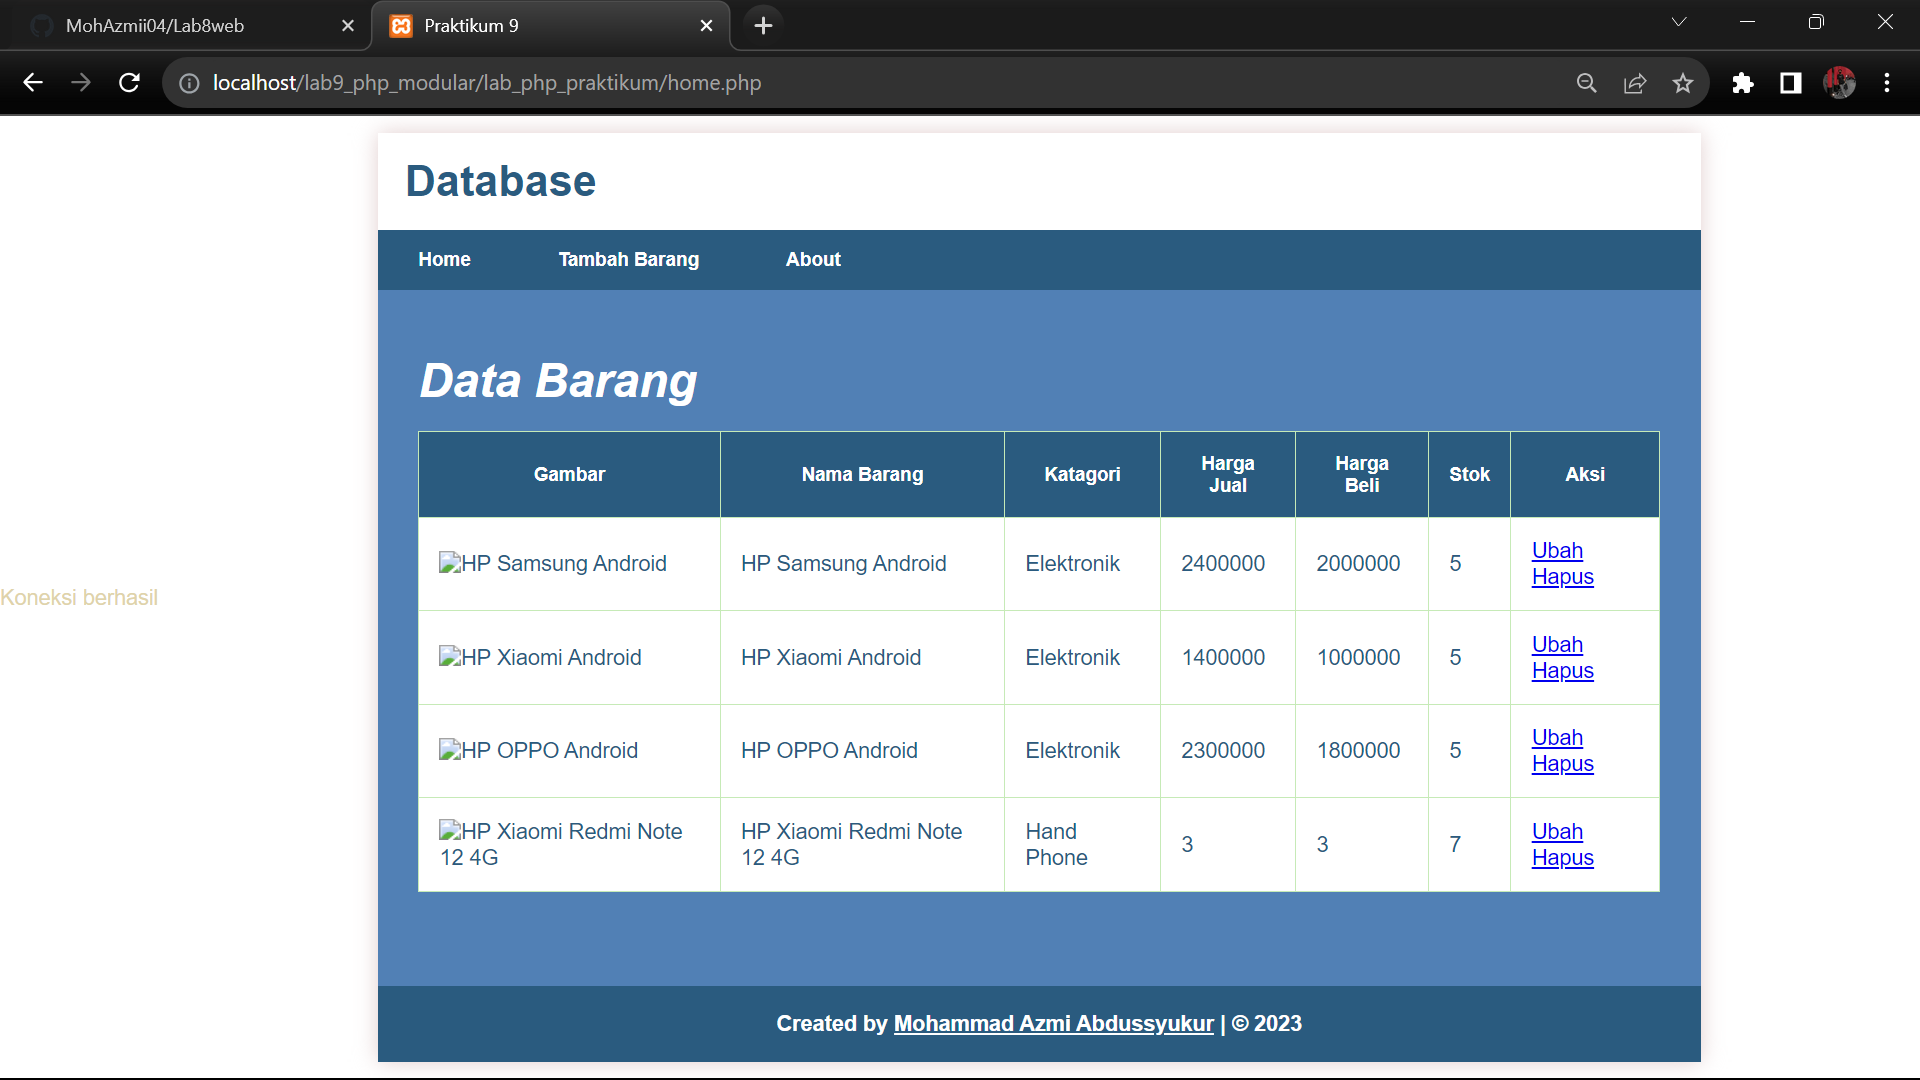 MohAzmii04/Lab8web
Praktikum 9
localhost/lab9_php_modular/lab_php_praktikum/home.php
Database
Home Tambah Barang About
Data Barang
Gambar Nama Barang Katagori Harga Jual Harga Beli Stok Aksi
HP Samsung Android HP Samsung Android Elektronik 2400000 2000000 5 Ubah Hapus
Koneksi berhasil
HP Xiaomi Android HP Xiaomi Android Elektronik 1400000 1000000 5 Ubah Hapus
HP OPPO Android HP OPPO Android Elektronik 2300000 1800000 5 Ubah Hapus
HP Xiaomi Redmi Note 12 4G HP Xiaomi Redmi Note 12 4G Hand Phone 3 3 7 Ubah Hapus
Created by Mohammad Azmi Abdussyukur | © 2023